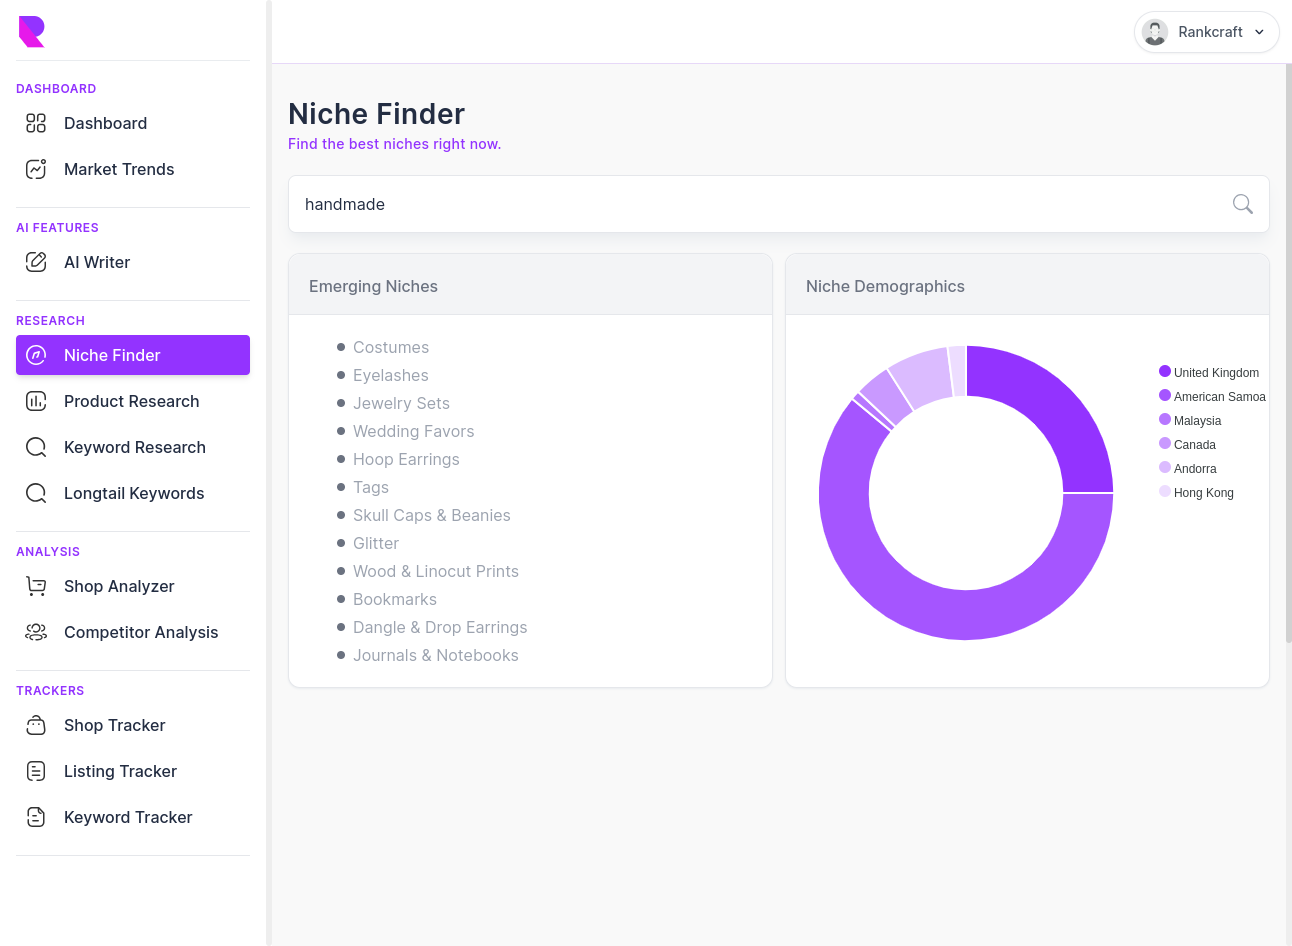 Rankcraft
DASHBOARD
Dashboard
Market Trends
AI FEATURES
AI Writer
RESEARCH
Niche Finder
Product Research
Keyword Research
Longtail Keywords
ANALYSIS
Shop Analyzer
Competitor Analysis
TRACKERS
Shop Tracker
Listing Tracker
Keyword Tracker
Niche Finder
Find the best niches right now.
handmade
Emerging Niches
Costumes
Eyelashes
Jewelry Sets
Wedding Favors
Hoop Earrings
Tags
Skull Caps & Beanies
Glitter
Wood & Linocut Prints
Bookmarks
Dangle & Drop Earrings
Journals & Notebooks
Niche Demographics
United Kingdom
American Samoa
Malaysia
Canada
Andorra
Hong Kong